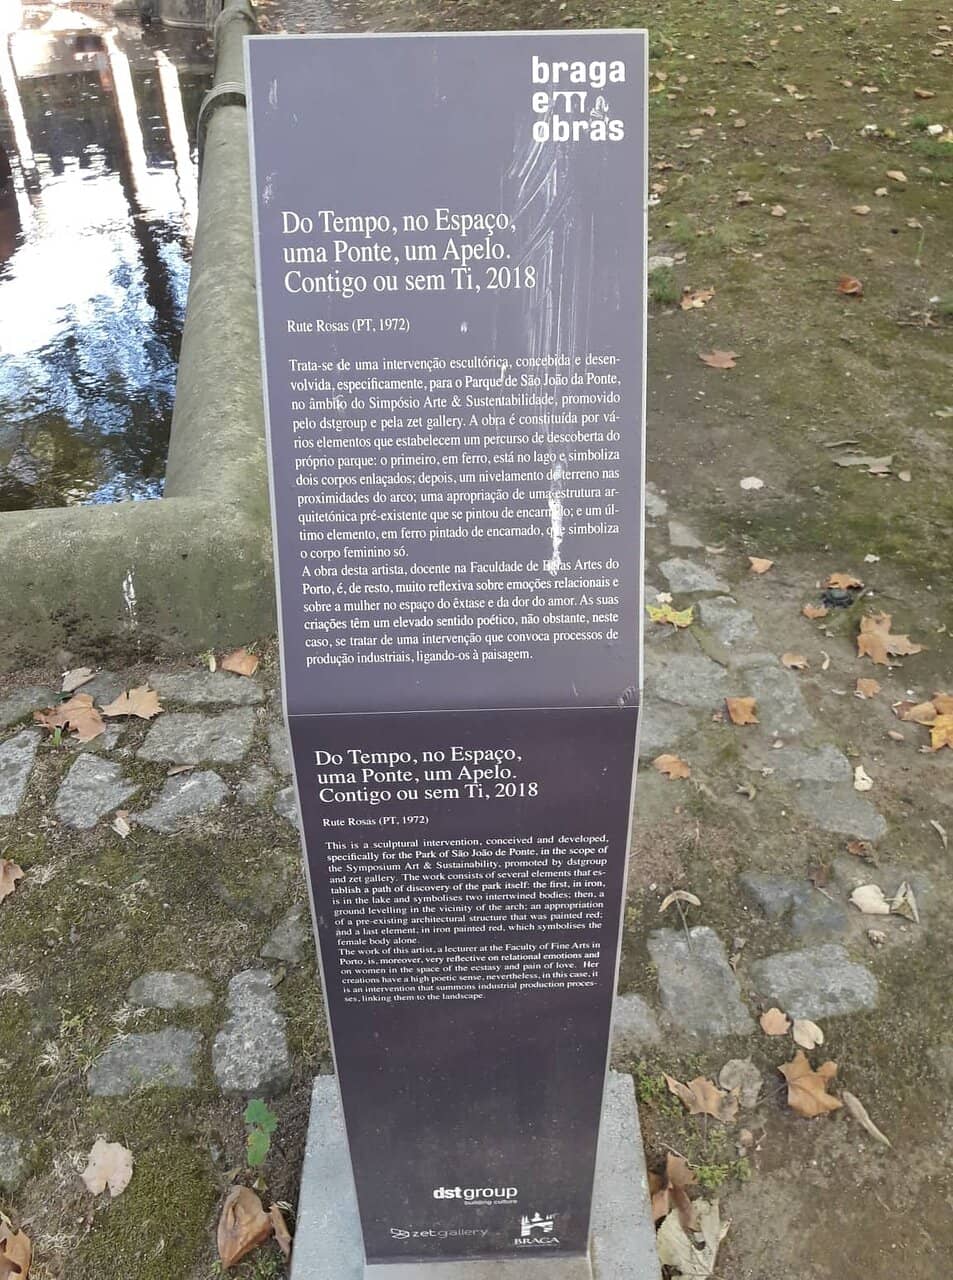 braga
em
obras
Do Tempo, no Espaço,
uma Ponte, um Apelo.
Contigo ou sem Ti, 2018
Rute Rosas (PT, 1972)
Trata-se de uma intervenção escultórica, concebida e desen-
volvida, especificamente, para o Parque de São João da Ponte,
no âmbito do Simpósio Arte & Sustentabilidade, promovido
pelo dstgroup e pela zet gallery. A obra é constituída por vá-
rios elementos que estabelecem um percurso de descoberta do
próprio parque: o primeiro, em ferro, está no lago e simboliza
dois corpos enlaçados; depois, um nivelamento de terreno nas
proximidades do arco; uma apropriação de uma estrutura ar-
quitetónica pré-existente que se pintou de encarnado; e um úl-
timo elemento, em ferro pintado de encarnado, que simboliza
o corpo feminino só.
A obra desta artista, docente na Faculdade de Belas Artes do
Porto, é, de resto, muito reflexiva sobre emoções relacionais e
sobre a mulher no espaço do êxtase e da dor do amor. As suas
criações têm um elevado sentido poético, não obstante, neste
caso, se tratar de uma intervenção que convoca processos de
produção industriais, ligando-os à paisagem.
Do Tempo, no Espaço,
uma Ponte, um Apelo.
Contigo ou sem Ti, 2018
Rute Rosas (PT, 1972)
This is a sculptural intervention, conceived and developed,
specifically for the Park of São João de Ponte, in the scope of
the Symposium Art & Sustainability, promoted by dstgroup
and zet gallery. The work consists of several elements that es-
tablish a path of discovery of the park itself: the first, in iron,
is in the lake and symbolises two intertwined bodies; then, a
ground levelling in the vicinity of the arch; an appropriation
of a pre-existing architectural structure that was painted red;
and a last element, in iron painted red, which symbolises the
female body alone.
The work of this artist, a lecturer at the Faculty of Fine Arts in
Porto, is, moreover, very reflective on relational emotions and
on women in the space of the ecstasy and pain of love. Her
creations have a high poetic sense, nevertheless, in this case, it
is an intervention that summons industrial production proces-
ses, linking them to the landscape.
dstgroup
building culture
zetgallery
BRAGA